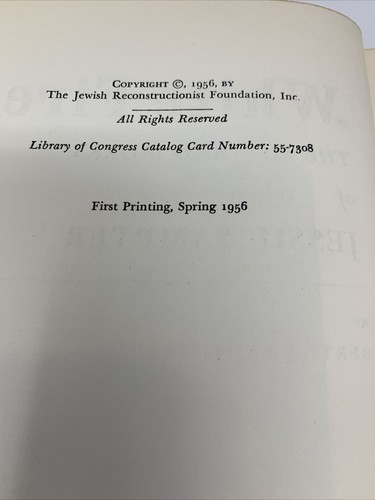 Copyright ©, 1956, by
The Jewish Reconstructionist Foundation, Inc.
All Rights Reserved
Library of Congress Catalog Card Number: 55-7308
First Printing, Spring 1956